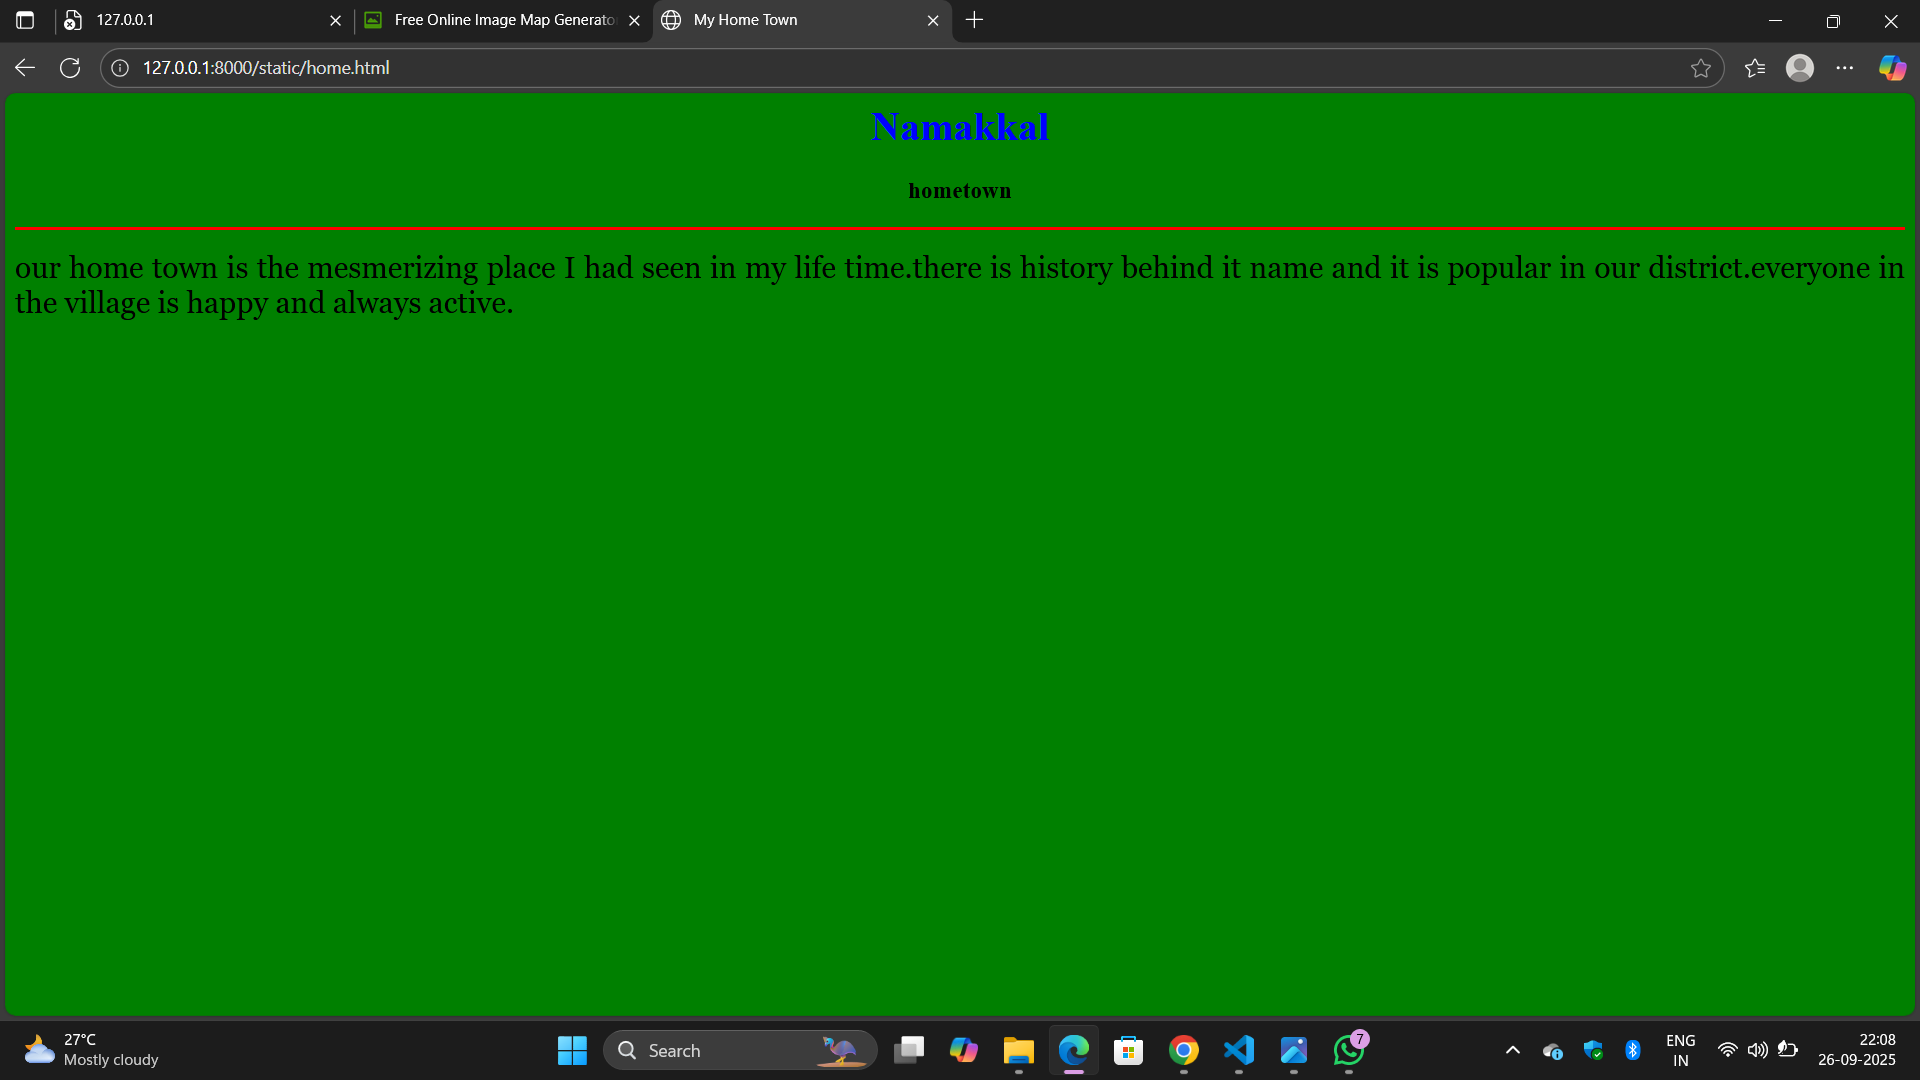 127.0.0.1
Free Online Image Map Generato
My Home Town
127.0.0.1:8000/static/home.html
Namakkal
hometown
our home town is the mesmerizing place I had seen in my life time.there is history behind it name and it is popular in our district.everyone in
the village is happy and always active.
27°C
Mostly cloudy
Search
7
ENG
IN
22:08
26-09-2025